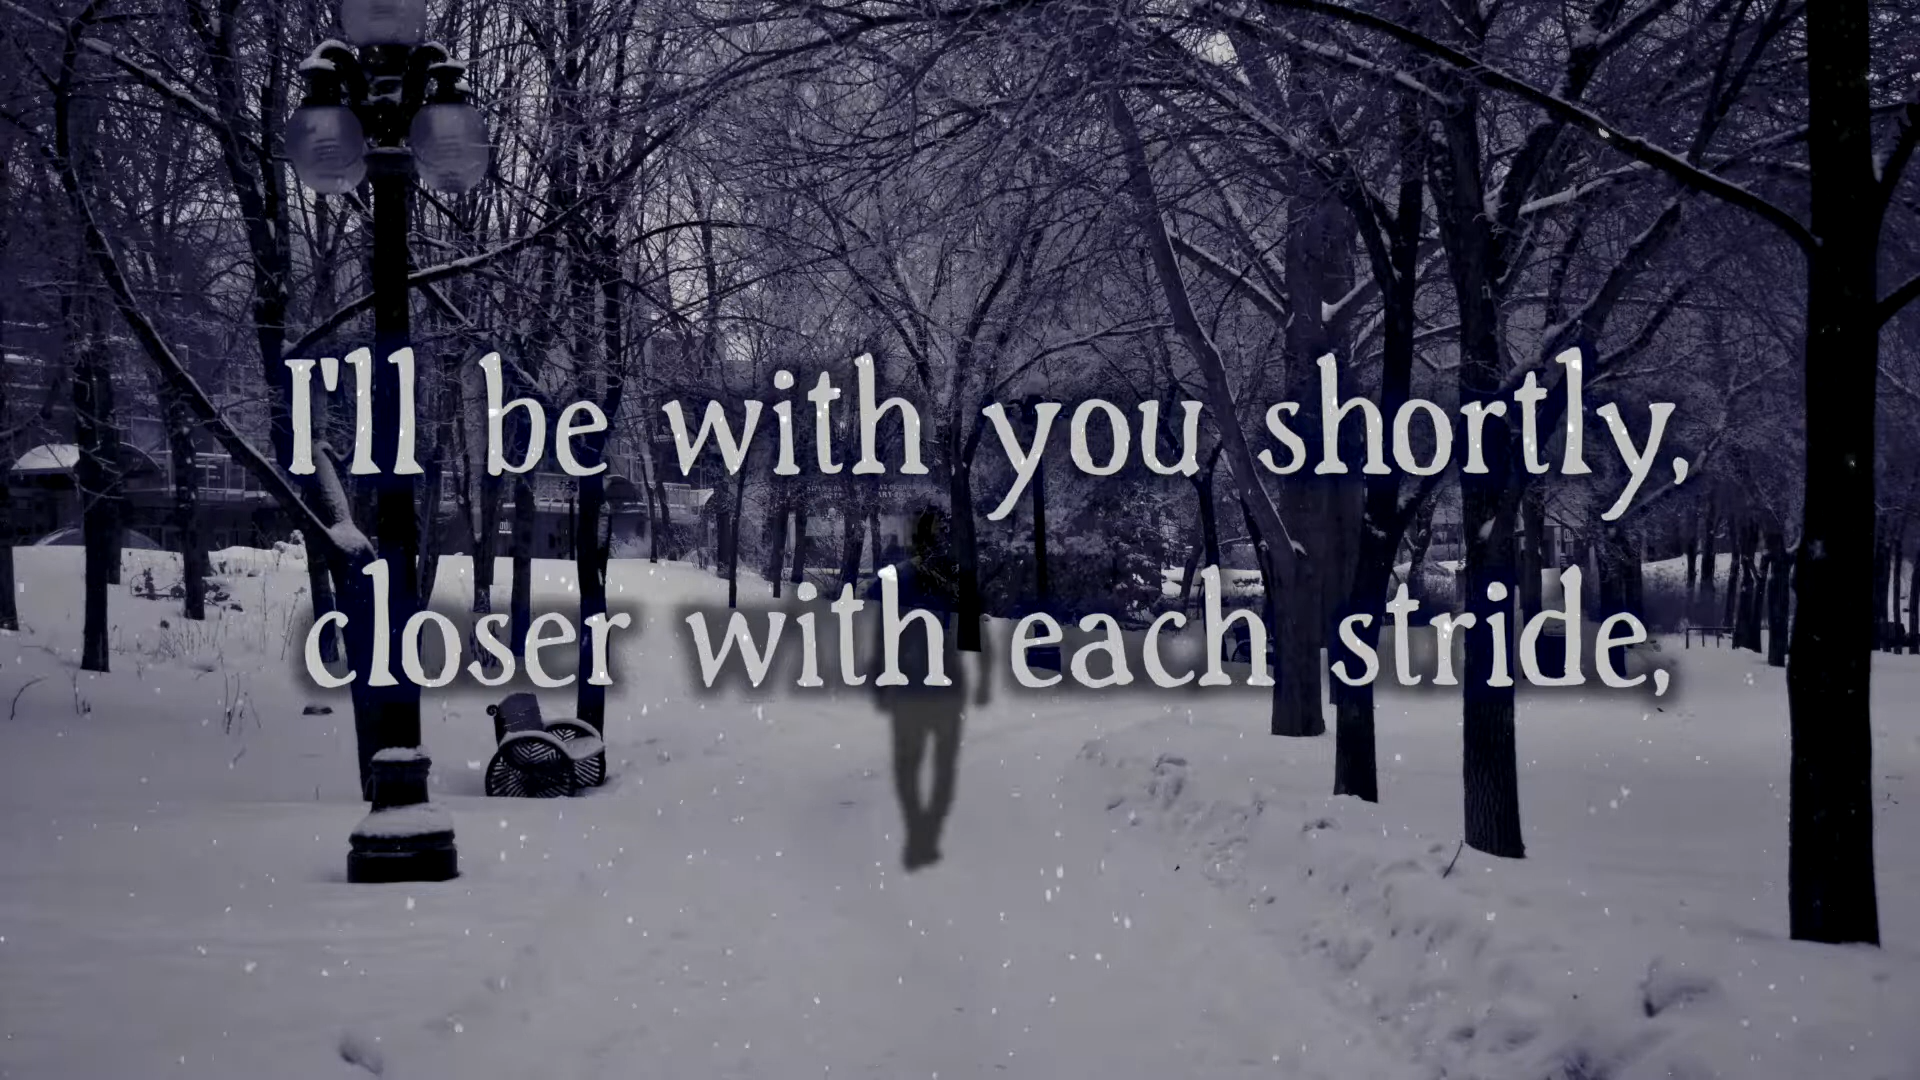 I'll be with you shortly,
closer with each stride,